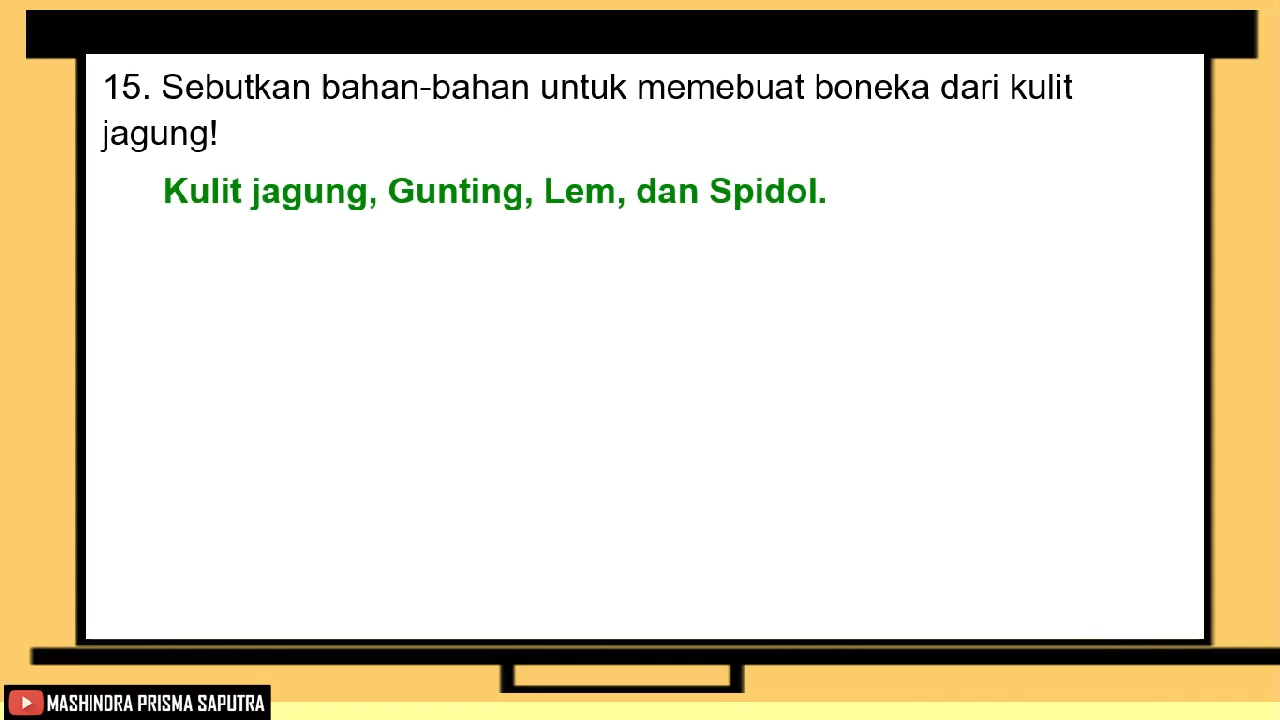 15. Sebutkan bahan-bahan untuk memebuat boneka dari kulit
jagung!
Kulit jagung, Gunting, Lem, dan Spidol.
MASHINDRA PRISMA SAPUTRA